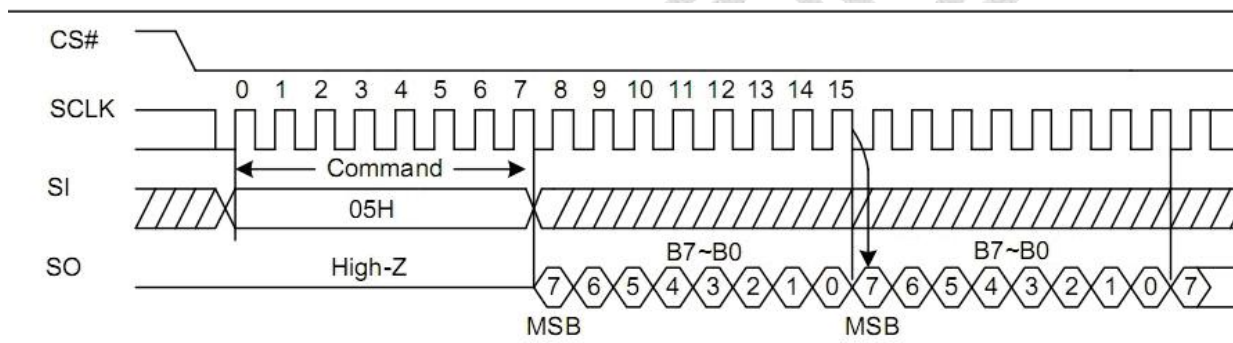 CS#
0 1 2 3 4 5 6 7 8 9 10 11 12 13 14 15
SCLK
Command
SI
05H
B7~B0 B7~B0
SO
High-Z
7 6 5 4 3 2 1 0 7 6 5 4 3 2 1 0 7
MSB MSB